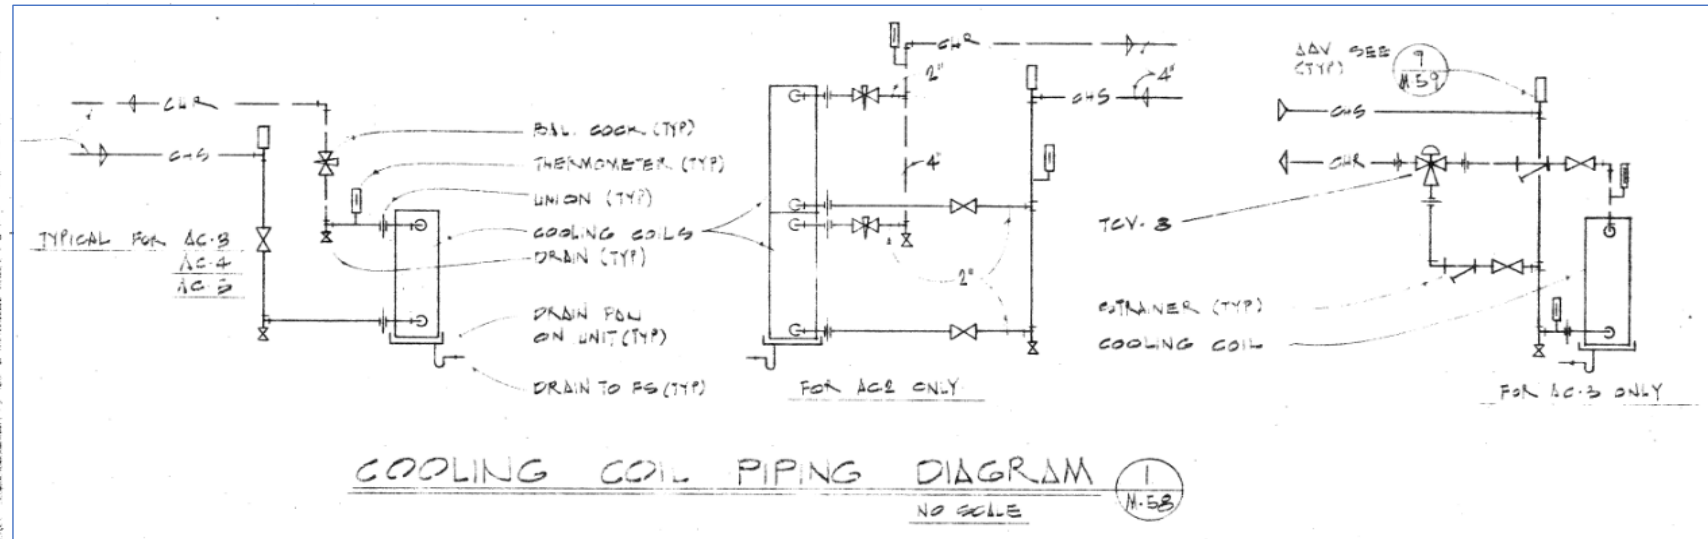 CHR
CHS
TYPICAL FOR AC-3
AC-4
AC-5
BAL. COCK (TYP)
THERMOMETER (TYP)
UNION (TYP)
COOLING COILS
DRAIN (TYP)
DRAIN PAN
ON UNIT (TYP)
DRAIN TO FS (TYP)
CHR
2"
4"
CHS
4"
2"
FOR AC2 ONLY
AAV SEE
(TYP)
9
M-59
CHS
CHR
TCV-3
STRAINER (TYP)
COOLING COIL
FOR AC-3 ONLY
COOLING COIL PIPING DIAGRAM
1
M-58
NO SCALE